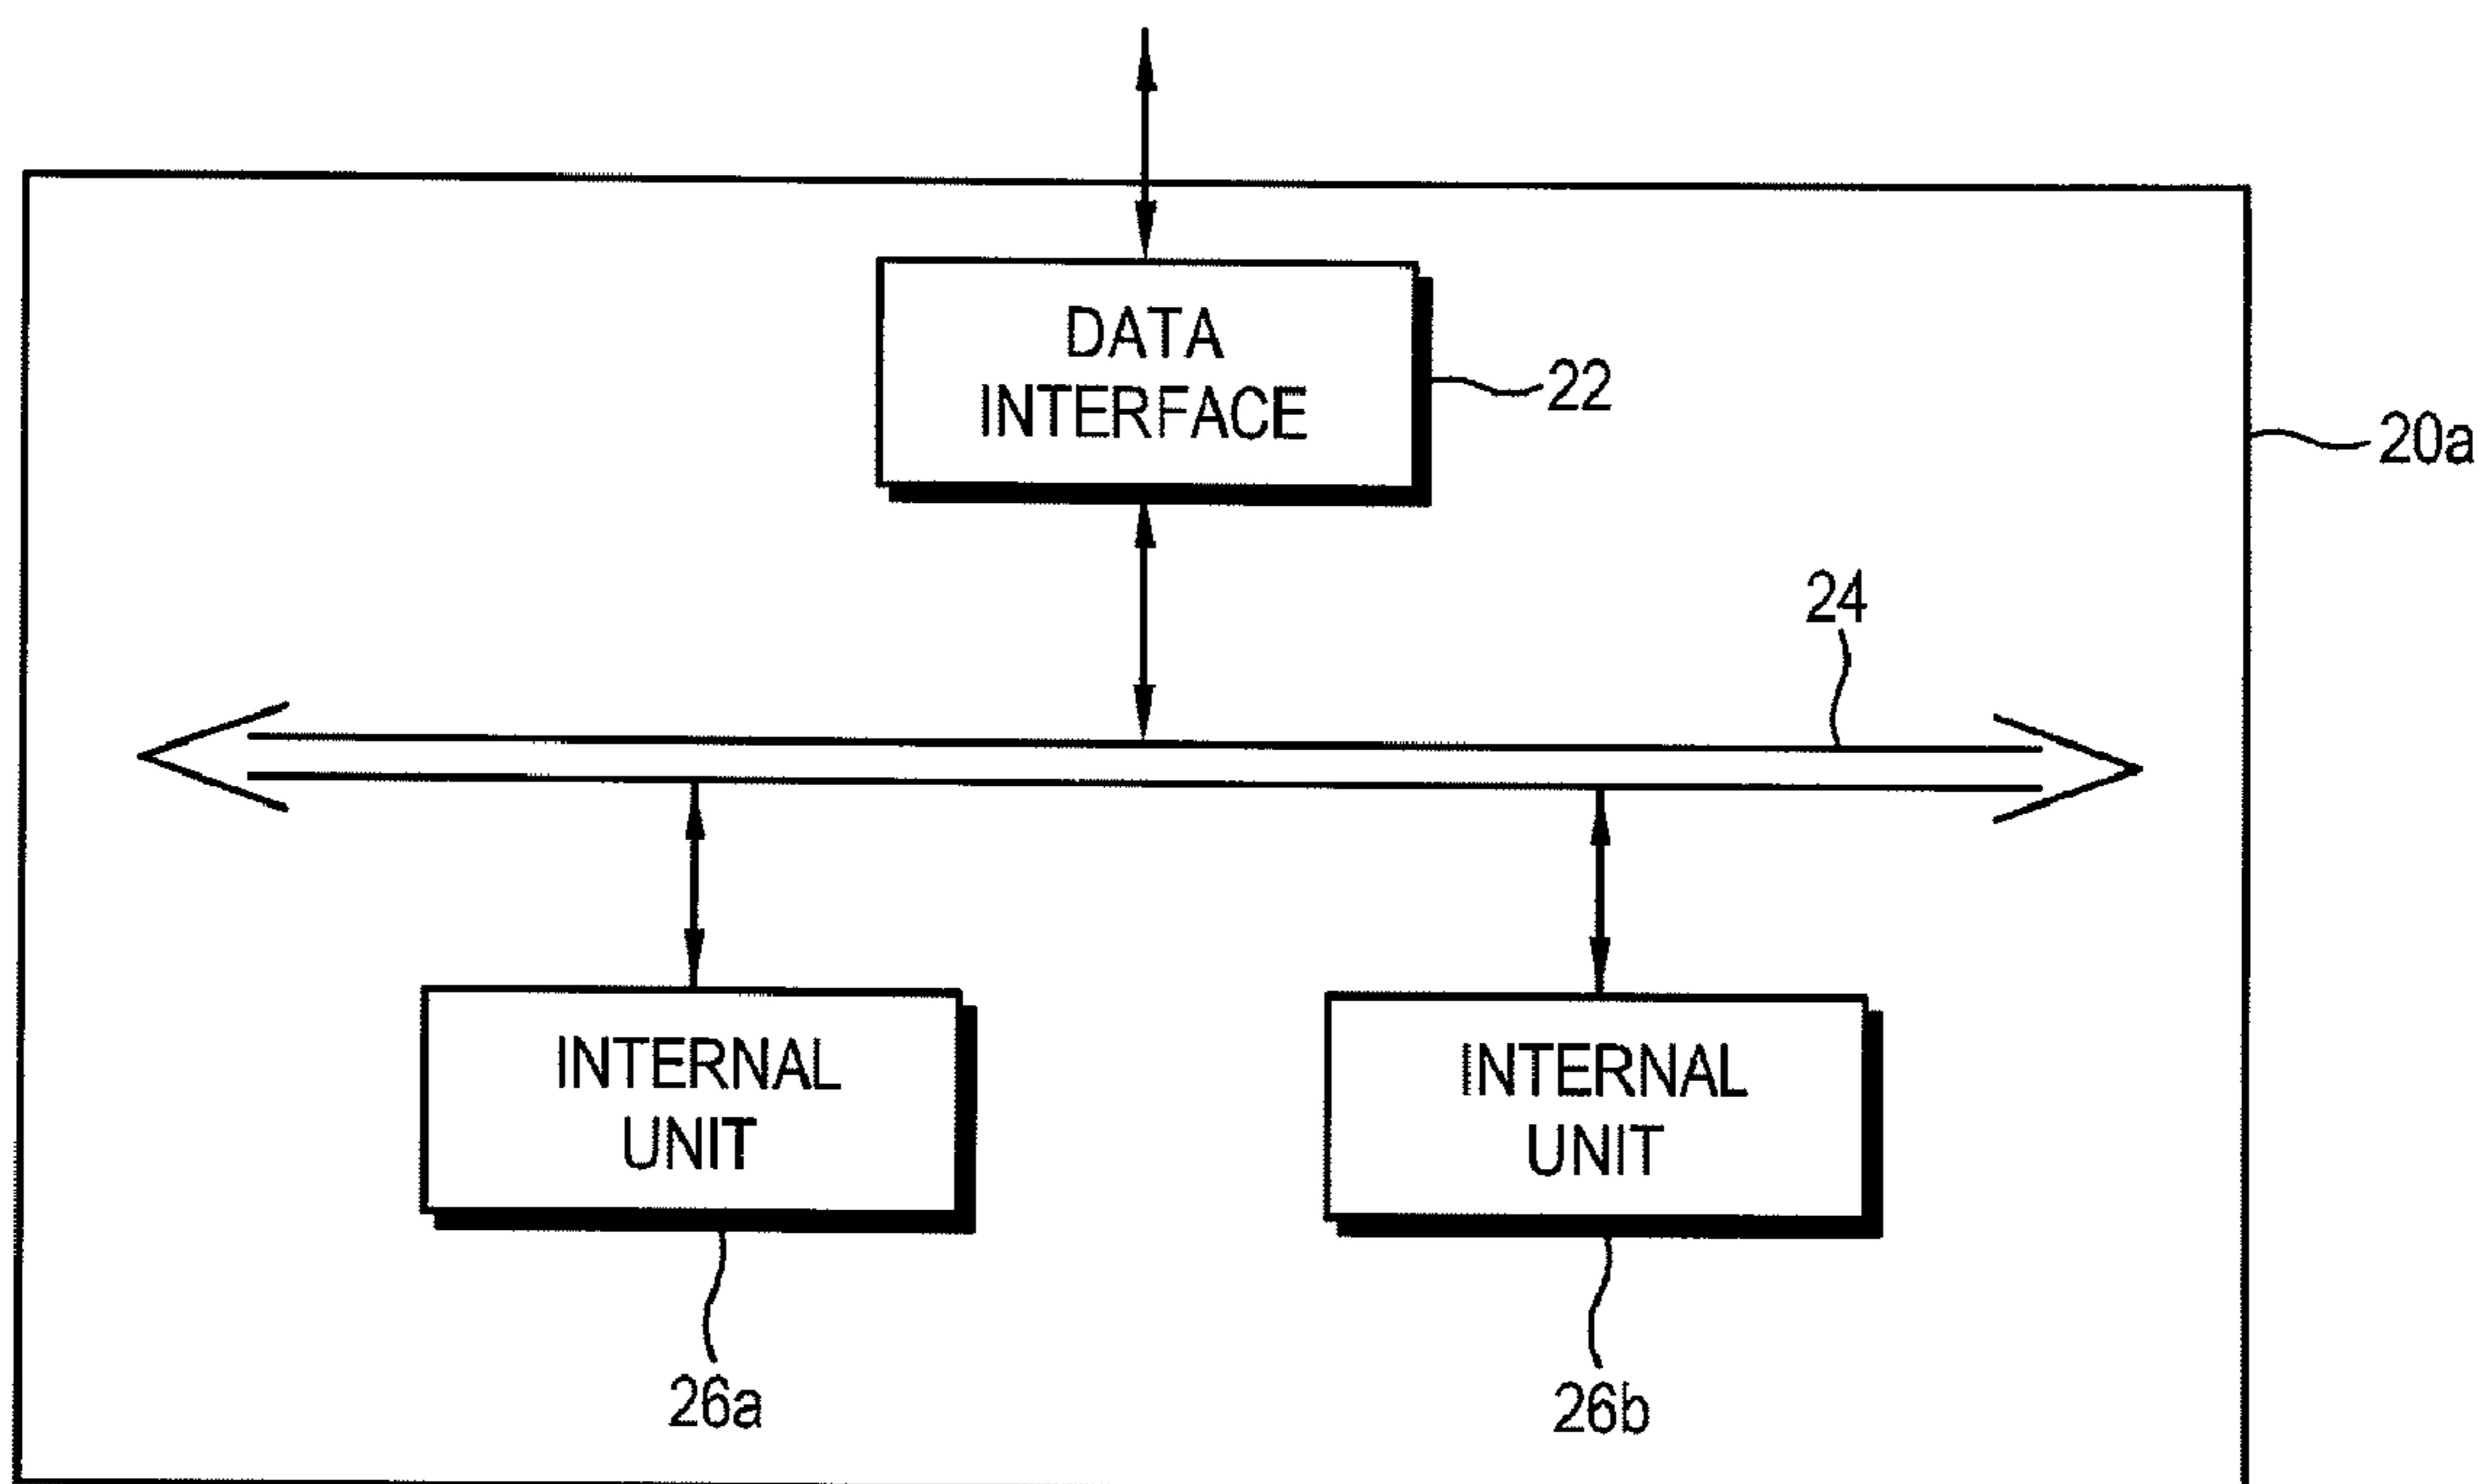 DATA
INTERFACE
22
20a
24
INTERNAL
UNIT
INTERNAL
UNIT
26a
26b